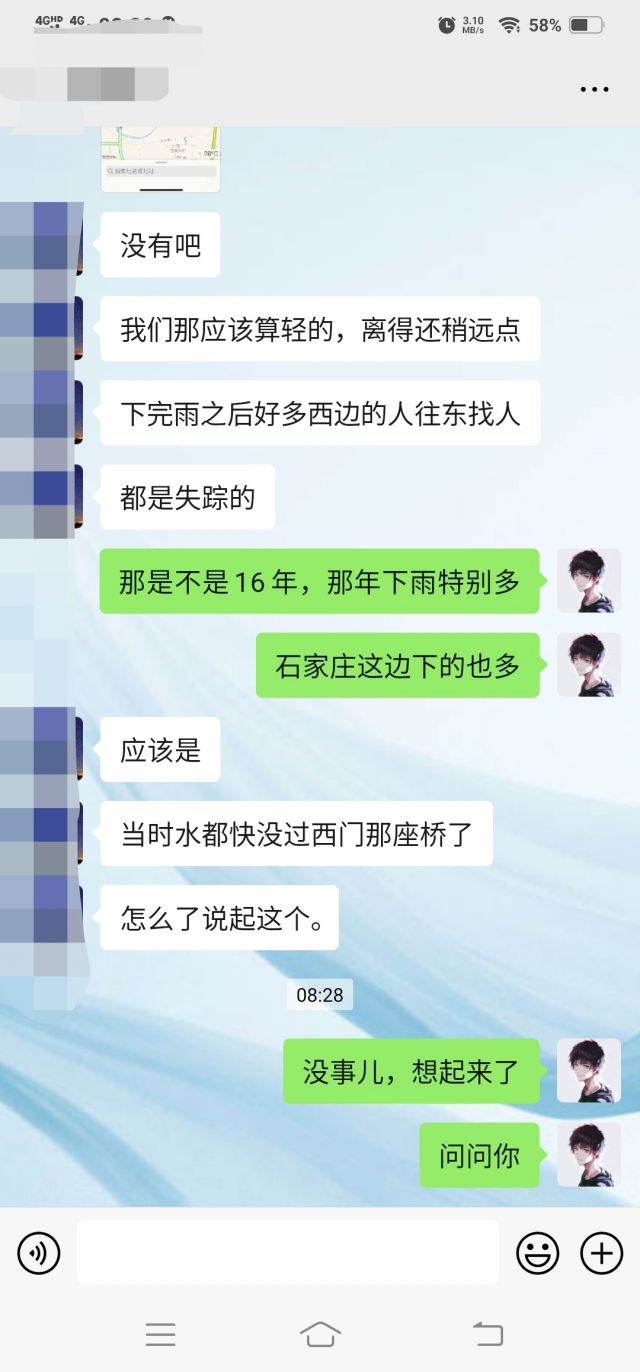 4GHD 4G
3.10
MB/s
58%
没有吧
我们那应该算轻的，离得还稍远点
下完雨之后好多西边的人往东找人
都是失踪的
那是不是16年，那年下雨特别多
石家庄这边下的也多
应该是
当时水都快没过西门那座桥了
怎么了说起这个。
08:28
没事儿，想起来了
问问你